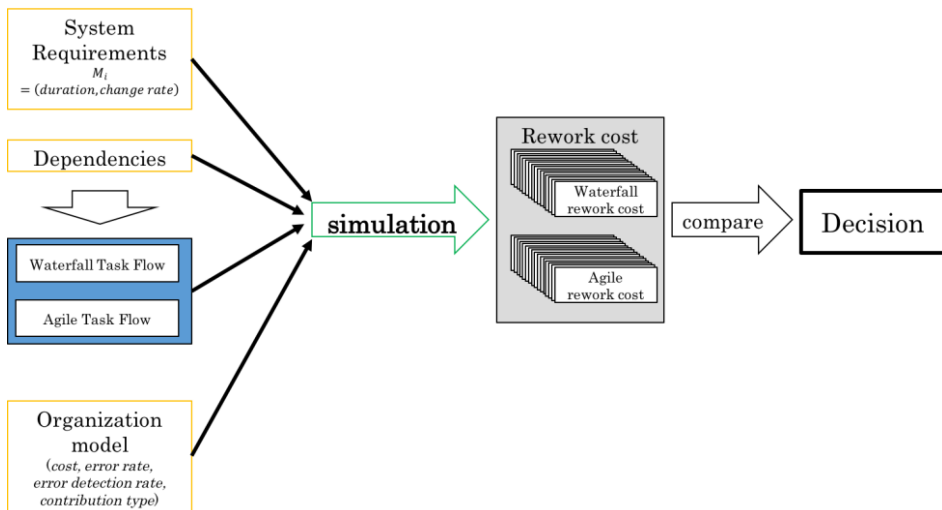 System
Requirements
M_i
= (duration, change rate)
Dependencies
Waterfall Task Flow
Agile Task Flow
Organization
model
(cost, error rate,
error detection rate,
contribution type)
simulation
Rework cost
Waterfall
rework cost
Agile
rework cost
compare
Decision